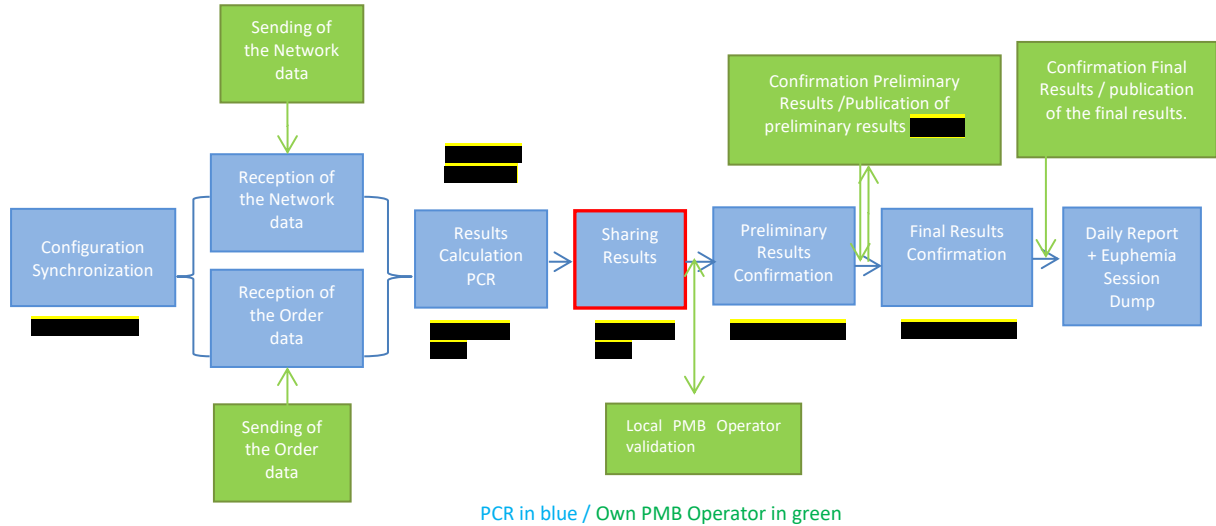 Sending of
the Network
data
Confirmation Preliminary
Results /Publication of
preliminary results
Confirmation Final
Results / publication
of the final results.
Reception of
the Network
data
Configuration
Synchronization
Reception of
the Order
data
Results
Calculation
PCR
Sharing
Results
Preliminary
Results
Confirmation
Final Results
Confirmation
Daily Report
+ Euphemia
Session
Dump
Sending of
the Order
data
Local PMB Operator
validation
PCR in blue / Own PMB Operator in green